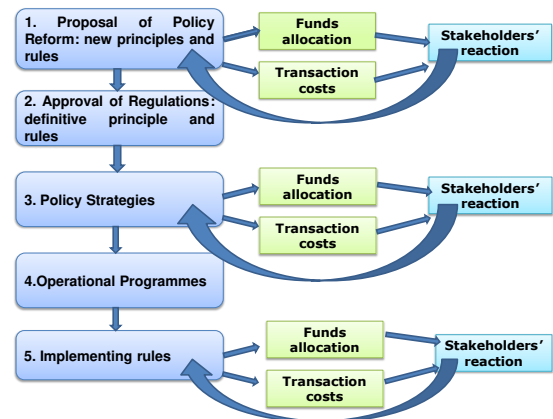 1. Proposal of Policy
Reform: new principles and
rules
Funds
allocation
Transaction
costs
Stakeholders'
reaction
2. Approval of Regulations:
definitive principle and
rules
3. Policy Strategies
Funds
allocation
Transaction
costs
Stakeholders'
reaction
4.Operational Programmes
5. Implementing rules
Funds
allocation
Transaction
costs
Stakeholders'
reaction